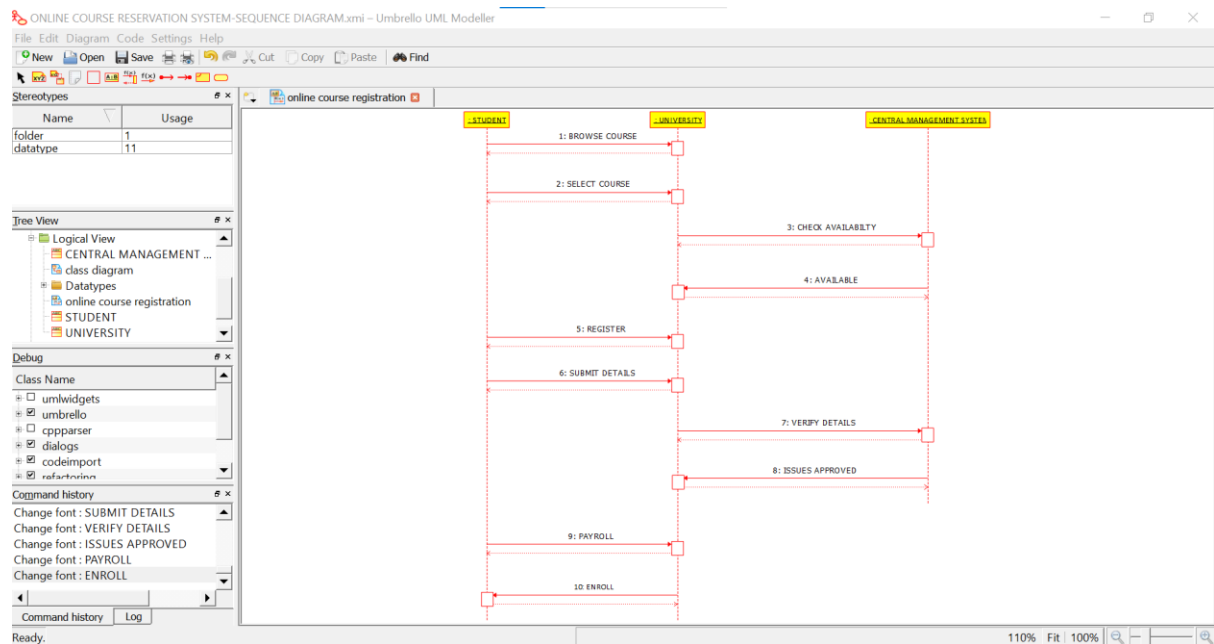 ONLINE COURSE RESERVATION SYSTEM-SEQUENCE DIAGRAM.xmi – Umbrello UML Modeller
File Edit Diagram Code Settings Help
New Open Save Cut Copy Paste Find
Stereotypes
Name Usage
folder 1
datatype 11
Tree View
Logical View
CENTRAL MANAGEMENT ...
class diagram
Datatypes
online course registration
STUDENT
UNIVERSITY
Debug
Class Name
umlwidgets
umbrello
cppparser
dialogs
codeimport
refactoring
Command history
Change font : SUBMIT DETAILS
Change font : VERIFY DETAILS
Change font : ISSUES APPROVED
Change font : PAYROLL
Change font : ENROLL
Command history Log
Ready.
online course registration
: STUDENT : UNIVERSITY CENTRAL MANAGEMENT SYSTEM
1: BROWSE COURSE
2: SELECT COURSE
3: CHECK AVAILABILTY
4: AVAILABLE
5: REGISTER
6: SUBMIT DETAILS
7: VERIFY DETAILS
8: ISSUES APPROVED
9: PAYROLL
10: ENROLL
110% Fit 100%